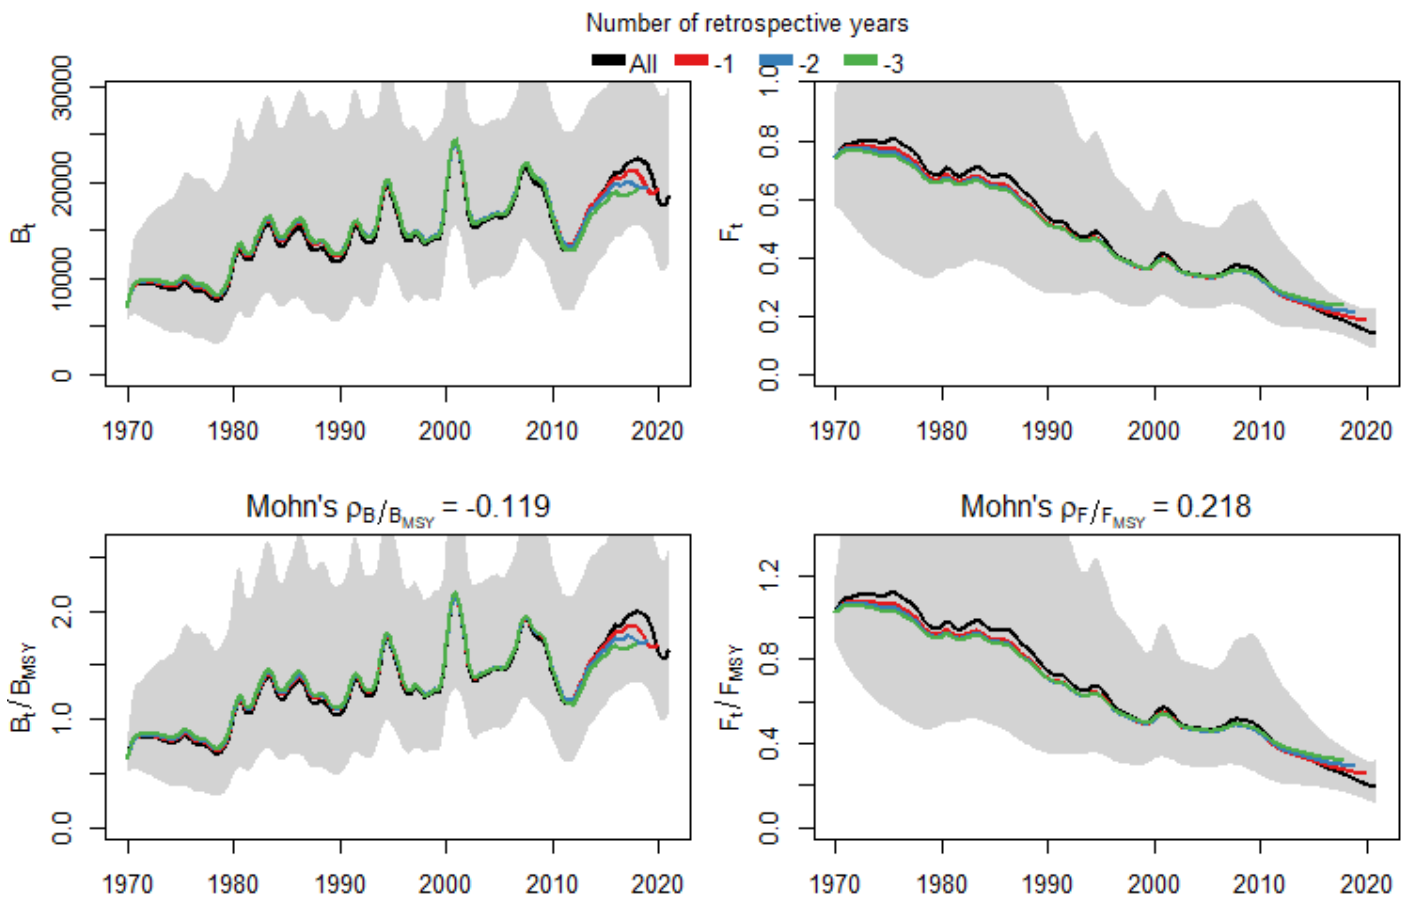 Number of retrospective years
All -1 -2 -3
Bt
0 10000 20000 30000
1970 1980 1990 2000 2010 2020
Ft
0.0 0.2 0.4 0.6 0.8 1.0
1970 1980 1990 2000 2010 2020
Mohn's ρB/BMSY = -0.119
Bt / BMSY
0.0 1.0 2.0
1970 1980 1990 2000 2010 2020
Mohn's ρF/FMSY = 0.218
Ft / FMSY
0.0 0.4 0.8 1.2
1970 1980 1990 2000 2010 2020